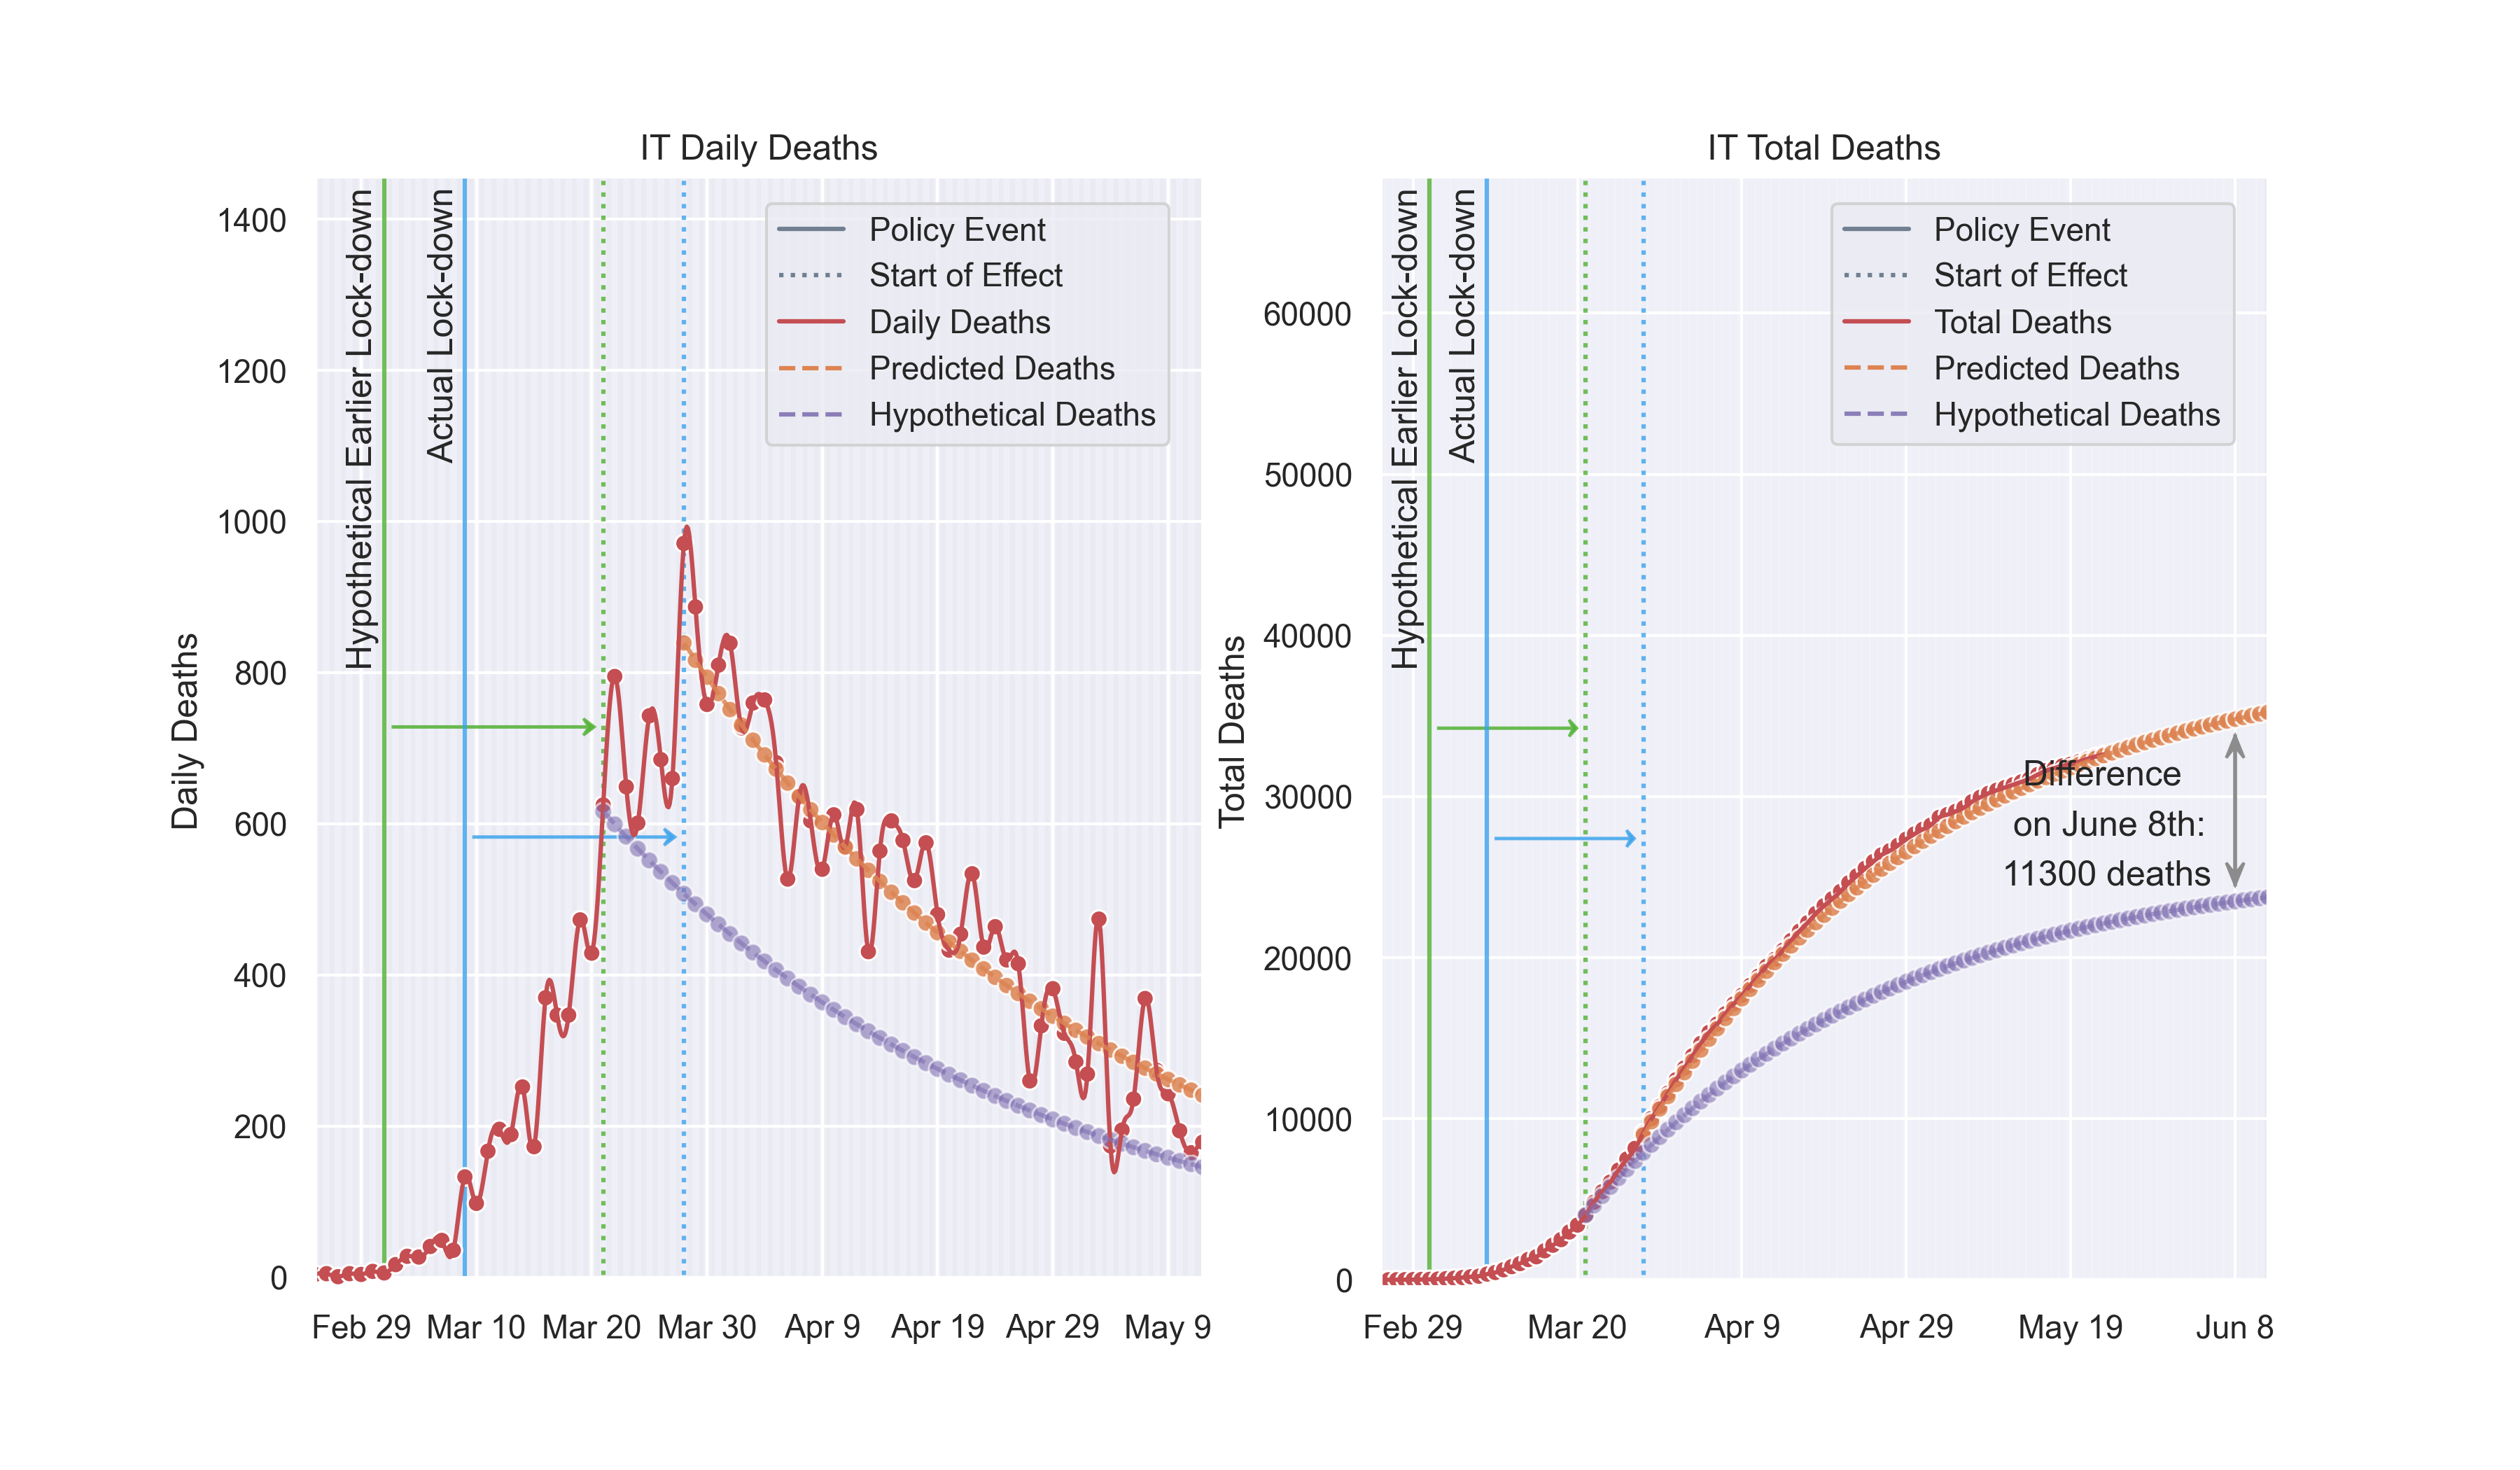 IT Daily Deaths
Daily Deaths
1400
1200
1000
800
600
400
200
0
Hypothetical Earlier Lock-down
Actual Lock-down
Policy Event
Start of Effect
Daily Deaths
Predicted Deaths
Hypothetical Deaths
Feb 29 Mar 10 Mar 20 Mar 30 Apr 9 Apr 19 Apr 29 May 9
IT Total Deaths
Total Deaths
60000
50000
40000
30000
20000
10000
0
Hypothetical Earlier Lock-down
Actual Lock-down
Policy Event
Start of Effect
Total Deaths
Predicted Deaths
Hypothetical Deaths
Difference
on June 8th:
11300 deaths
Feb 29 Mar 20 Apr 9 Apr 29 May 19 Jun 8